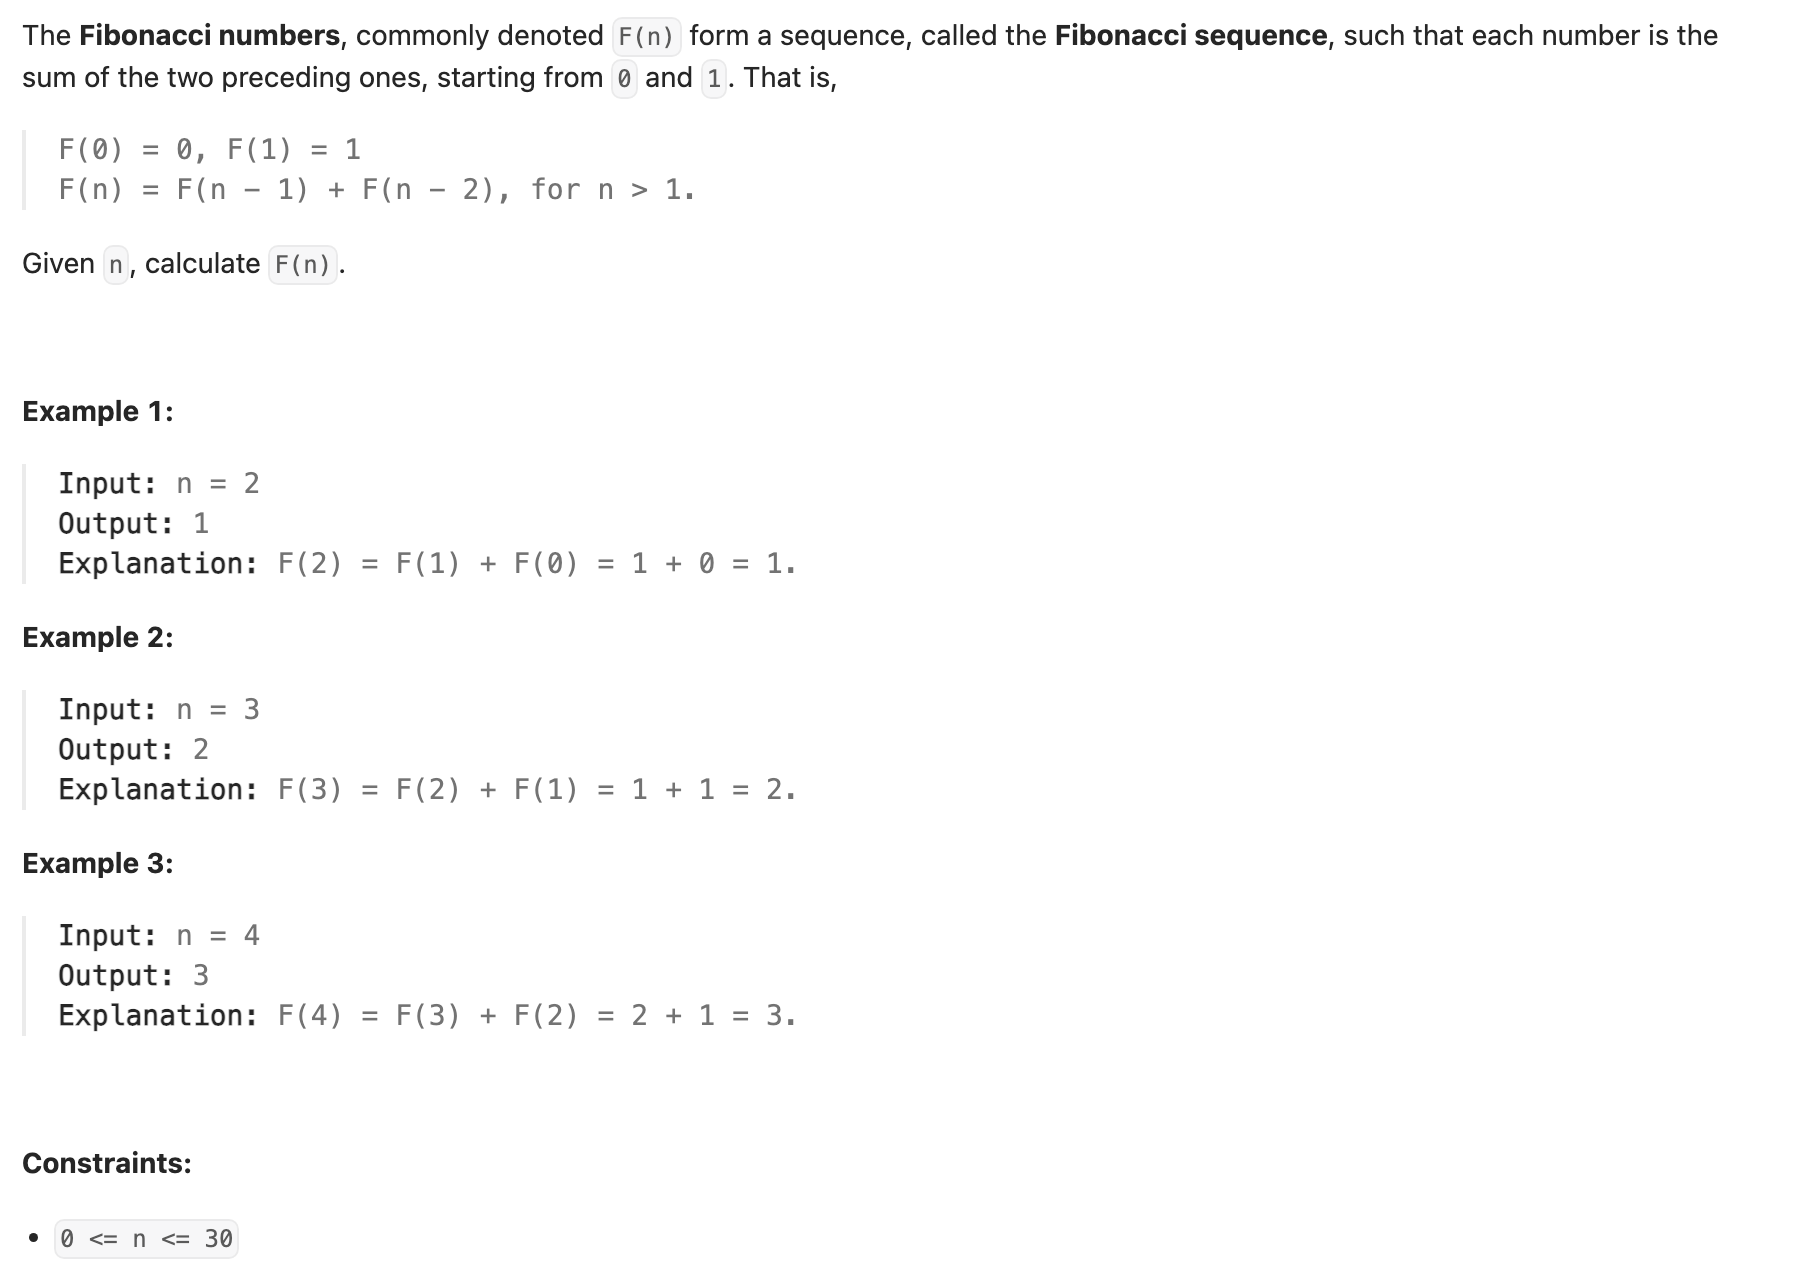 The Fibonacci numbers, commonly denoted F(n) form a sequence, called the Fibonacci sequence, such that each number is the
sum of the two preceding ones, starting from 0 and 1. That is,
F(0) = 0, F(1) = 1
F(n) = F(n − 1) + F(n − 2), for n > 1.
Given n, calculate F(n).
Example 1:
Input: n = 2
Output: 1
Explanation: F(2) = F(1) + F(0) = 1 + 0 = 1.
Example 2:
Input: n = 3
Output: 2
Explanation: F(3) = F(2) + F(1) = 1 + 1 = 2.
Example 3:
Input: n = 4
Output: 3
Explanation: F(4) = F(3) + F(2) = 2 + 1 = 3.
Constraints:
• 0 <= n <= 30